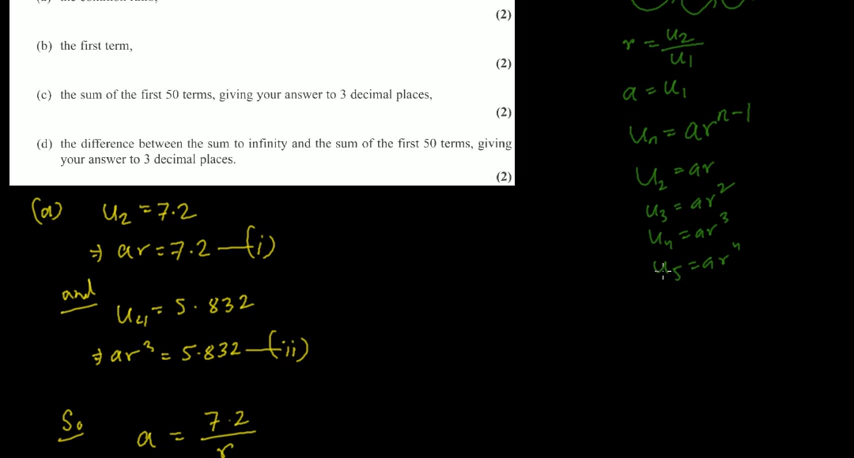 (2)
(b) the first term,
(2)
(c) the sum of the first 50 terms, giving your answer to 3 decimal places,
(2)
(d) the difference between the sum to infinity and the sum of the first 50 terms, giving
your answer to 3 decimal places.
(2)
(a) u₂ = 7.2
⇒ ar = 7.2 —(i)
and
u₄ = 5.832
⇒ ar³ = 5.832 —(ii)
So a = 7.2/r
r = u₂/u₁
a = u₁
uₙ = arⁿ⁻¹
u₂ = ar
u₃ = ar²
u₄ = ar³
u₅ = ar⁴